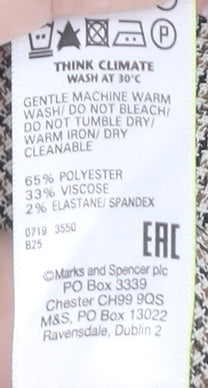 P
THINK CLIMATE
WASH AT 30°C
GENTLE MACHINE WARM
WASH/ DO NOT BLEACH/
DO NOT TUMBLE DRY/
WARM IRON/ DRY
CLEANABLE
65% POLYESTER
33% VISCOSE
2% ELASTANE/ SPANDEX
0719 3550
B25
EAC
©Marks and Spencer plc
PO Box 3339
Chester CH99 9QS
M&S, PO Box 13022
Ravensdale, Dublin 2